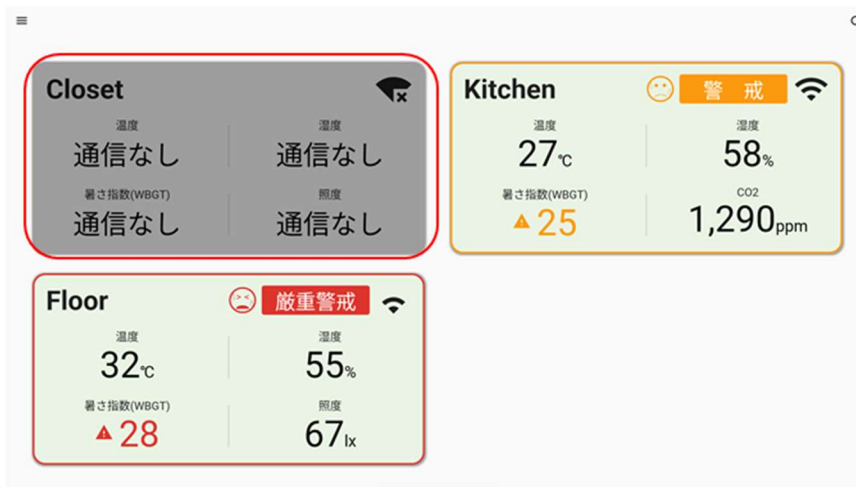 Closet
温度 湿度
通信なし 通信なし
暑さ指数(WBGT) 照度
通信なし 通信なし
Kitchen 警 戒
温度 湿度
27℃ 58%
暑さ指数(WBGT) CO2
25 1,290ppm
Floor 厳重警戒
温度 湿度
32℃ 55%
暑さ指数(WBGT) 照度
28 67lx